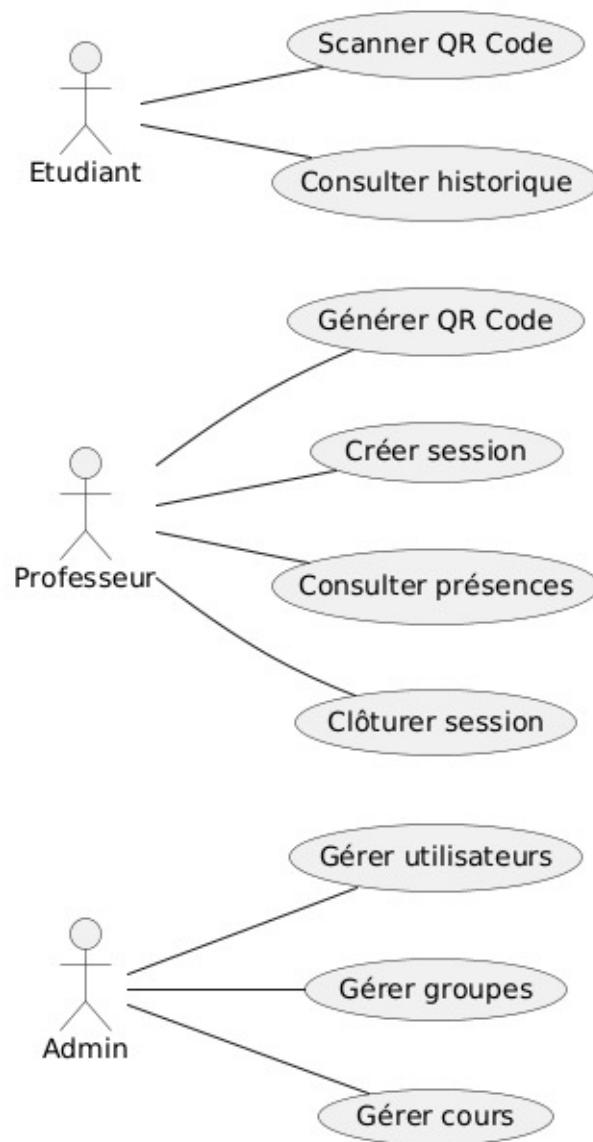 Scanner QR Code
Etudiant
Consulter historique
Générer QR Code
Créer session
Professeur
Consulter présences
Clôturer session
Gérer utilisateurs
Gérer groupes
Admin
Gérer cours